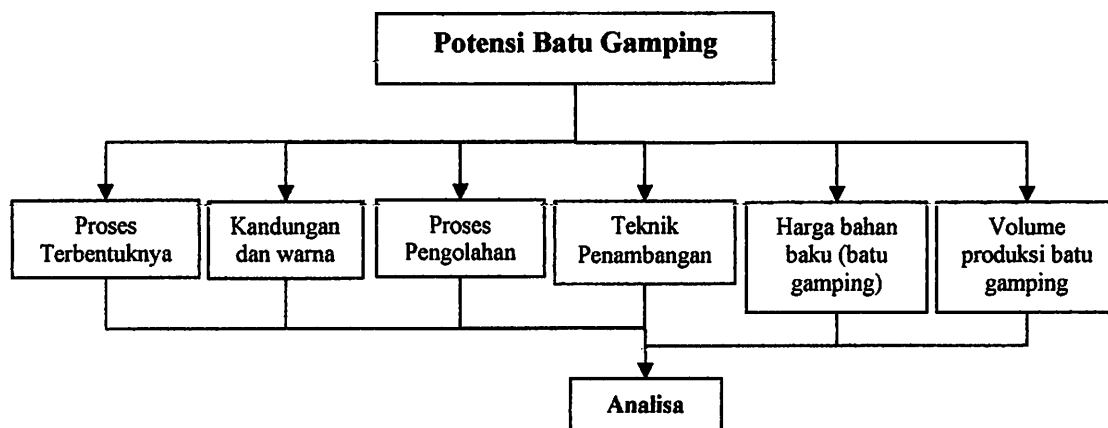 Potensi Batu Gamping
Proses
Terbentuknya
Kandungan
dan warna
Proses
Pengolahan
Teknik
Penambangan
Harga bahan
baku (batu
gamping)
Volume
produksi batu
gamping
Analisa